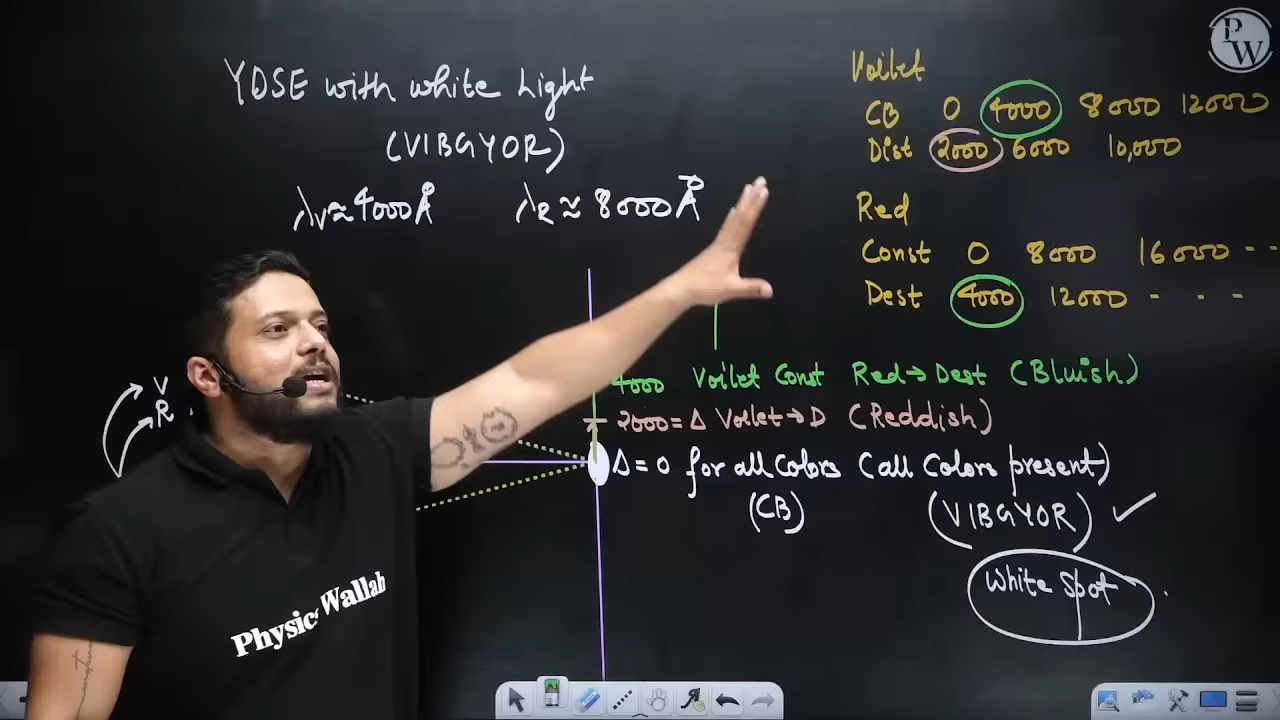 YDSE with white Light
(VIBGYOR)
λv≈4000Å
λR≈8000Å
Voilet
CB 0 4000 8000 12000
Dist 2000 6000 10,000
Red
Const 0 8000 16000 - -
Dest 4000 12000 - - -
V
R
4000 Voilet Const Red→Dest (Bluish)
2000=Δ Voilet→D (Reddish)
Δ=0 for all Colors (all Colors present)
(CB)
(VIBGYOR) ✓
white spot
Physics Wallah
P
W